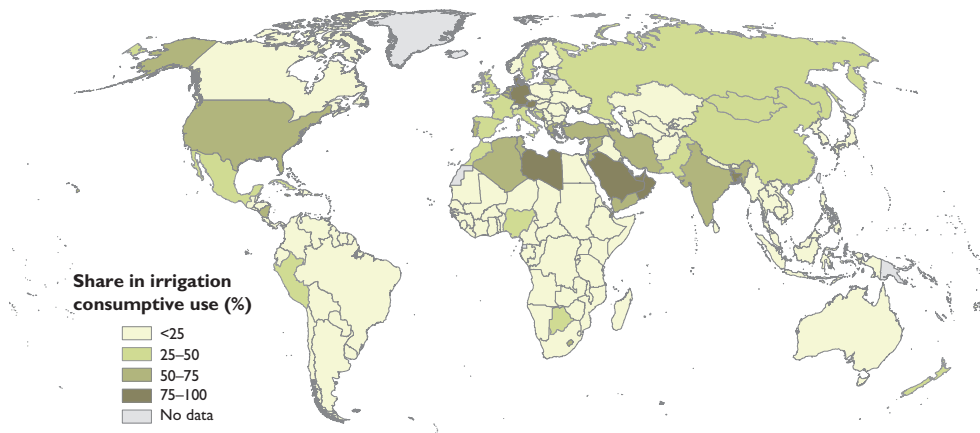 Share in irrigation
consumptive use (%)
<25
25–50
50–75
75–100
No data